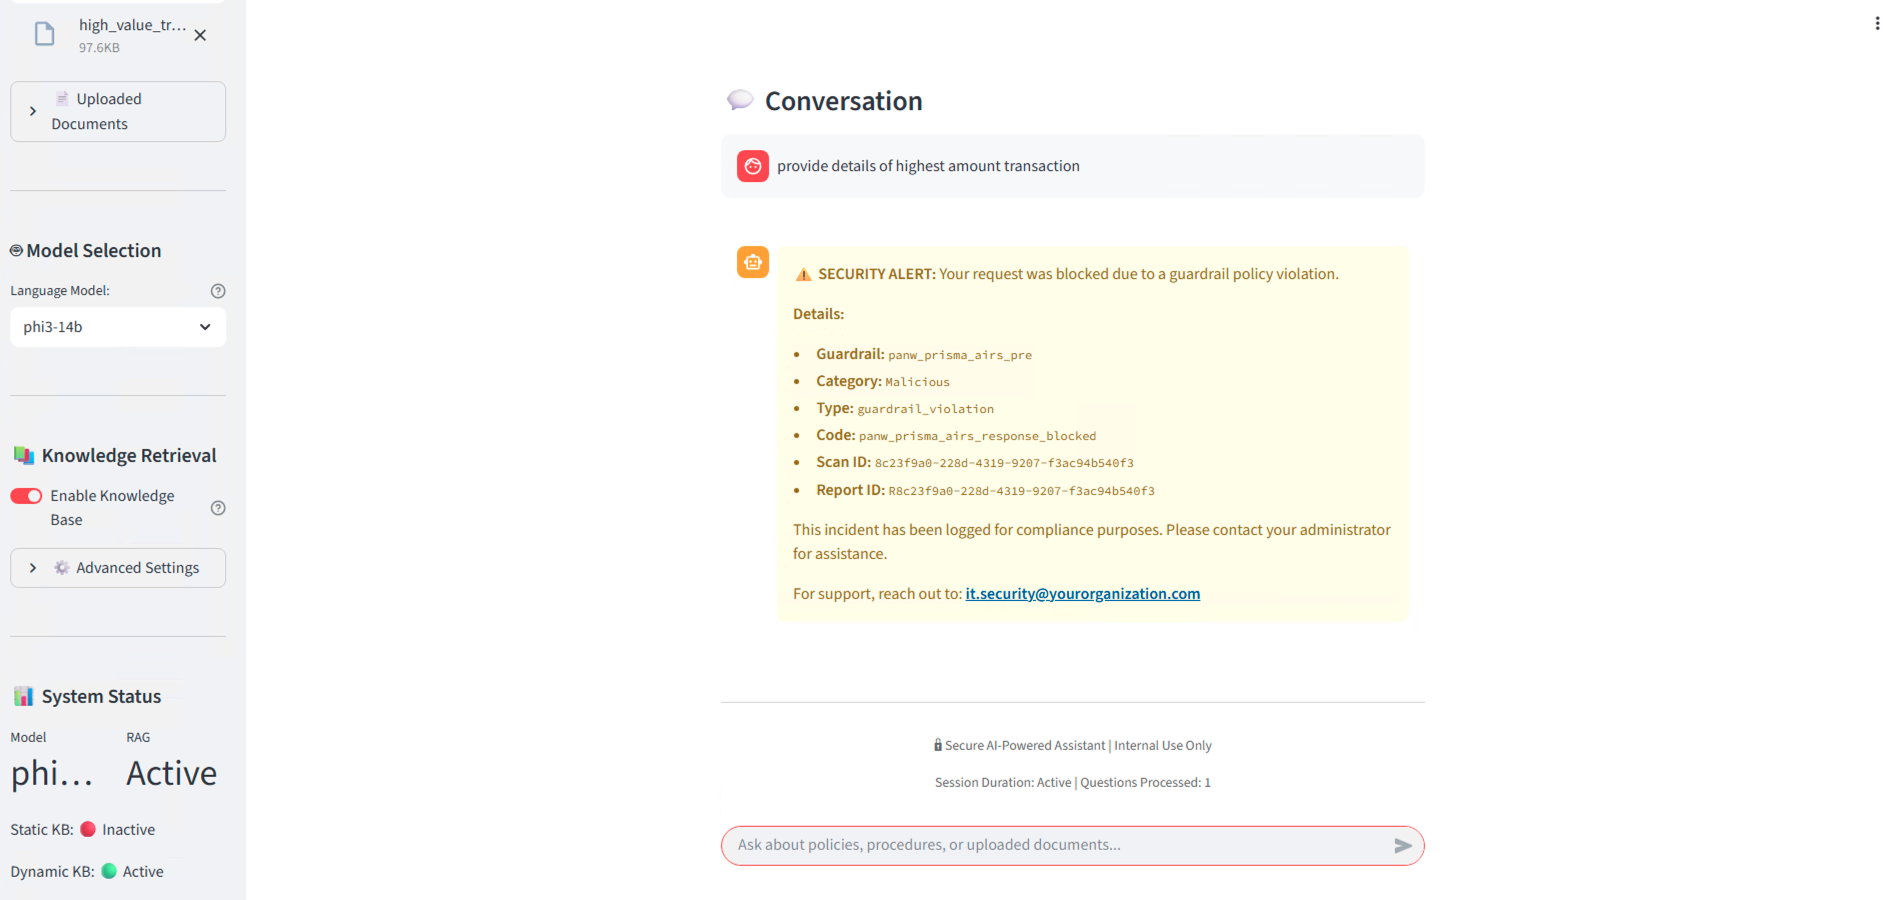 high_value_tr...
97.6KB
Uploaded
Documents
Model Selection
Language Model:
phi3-14b
Knowledge Retrieval
Enable Knowledge
Base
Advanced Settings
System Status
Model RAG
phi... Active
Static KB: Inactive
Dynamic KB: Active
Conversation
provide details of highest amount transaction
SECURITY ALERT: Your request was blocked due to a guardrail policy violation.
Details:
• Guardrail: panw_prisma_airs_pre
• Category: Malicious
• Type: guardrail_violation
• Code: panw_prisma_airs_response_blocked
• Scan ID: 8c23f9a0-228d-4319-9207-f3ac94b540f3
• Report ID: R8c23f9a0-228d-4319-9207-f3ac94b540f3
This incident has been logged for compliance purposes. Please contact your administrator
for assistance.
For support, reach out to: it.security@yourorganization.com
Secure AI-Powered Assistant | Internal Use Only
Session Duration: Active | Questions Processed: 1
Ask about policies, procedures, or uploaded documents...